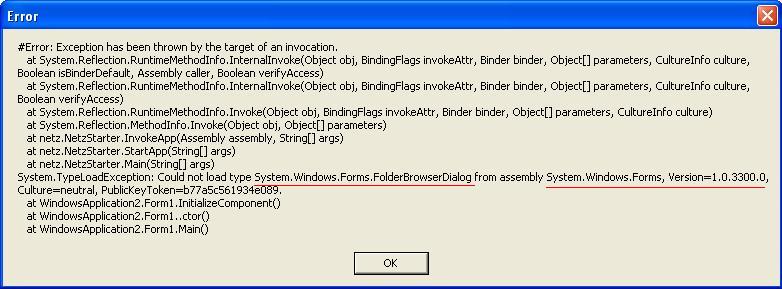 Error
#Error: Exception has been thrown by the target of an invocation.
at System.Reflection.RuntimeMethodInfo.InternalInvoke(Object obj, BindingFlags invokeAttr, Binder binder, Object[] parameters, CultureInfo culture,
Boolean isBinderDefault, Assembly caller, Boolean verifyAccess)
at System.Reflection.RuntimeMethodInfo.InternalInvoke(Object obj, BindingFlags invokeAttr, Binder binder, Object[] parameters, CultureInfo culture,
Boolean verifyAccess)
at System.Reflection.RuntimeMethodInfo.Invoke(Object obj, BindingFlags invokeAttr, Binder binder, Object[] parameters, CultureInfo culture)
at System.Reflection.MethodInfo.Invoke(Object obj, Object[] parameters)
at netz.NetzStarter.InvokeApp(Assembly assembly, String[] args)
at netz.NetzStarter.StartApp(String[] args)
at netz.NetzStarter.Main(String[] args)
System.TypeLoadException: Could not load type System.Windows.Forms.FolderBrowserDialog from assembly System.Windows.Forms, Version=1.0.3300.0,
Culture=neutral, PublicKeyToken=b77a5c561934e089.
at WindowsApplication2.Form1.InitializeComponent()
at WindowsApplication2.Form1..ctor()
at WindowsApplication2.Form1.Main()
OK